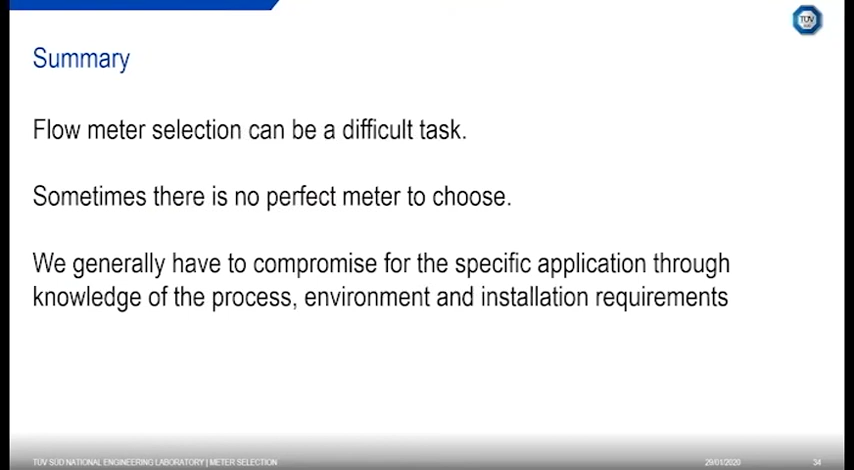 TÜV
SÜD
Summary
Flow meter selection can be a difficult task.
Sometimes there is no perfect meter to choose.
We generally have to compromise for the specific application through
knowledge of the process, environment and installation requirements
TÜV SÜD NATIONAL ENGINEERING LABORATORY | METER SELECTION
29/01/2020
34